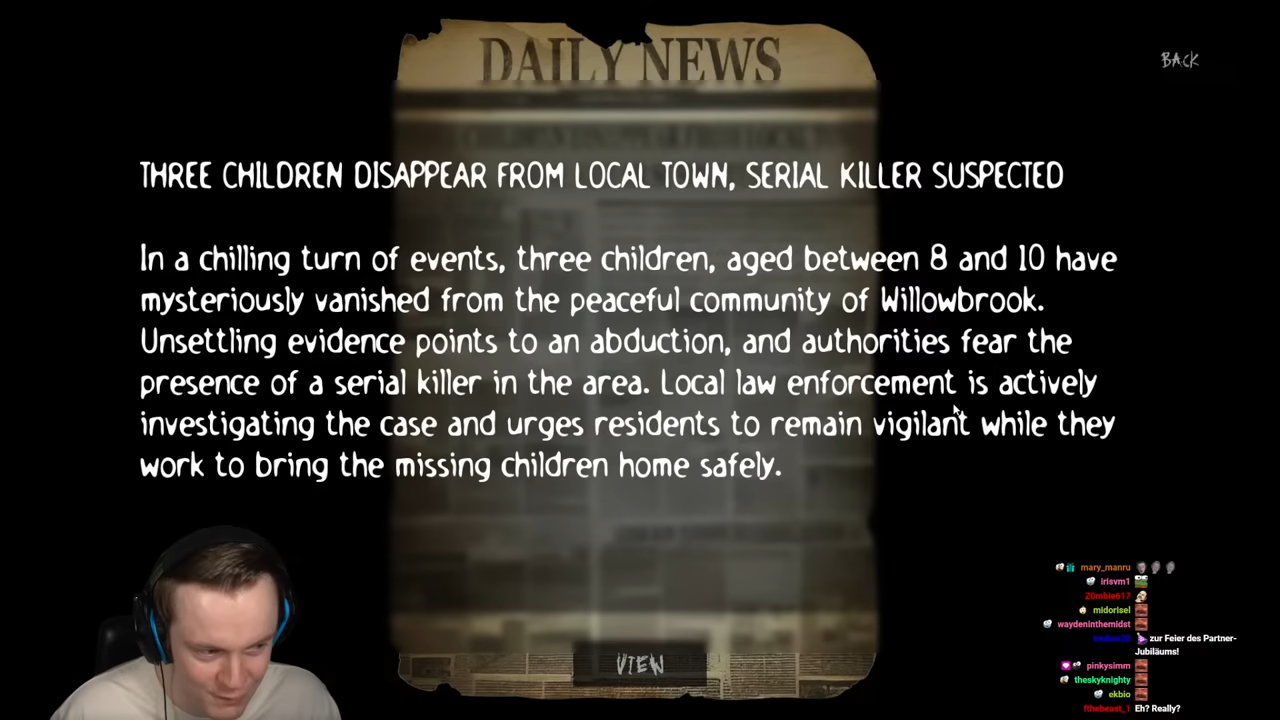 DAILY NEWS
BACK
THREE CHILDREN DISAPPEAR FROM LOCAL TOWN, SERIAL KILLER SUSPECTED
In a chilling turn of events, three children, aged between 8 and 10 have
mysteriously vanished from the peaceful community of Willowbrook.
Unsettling evidence points to an abduction, and authorities fear the
presence of a serial killer in the area. Local law enforcement is actively
investigating the case and urges residents to remain vigilant while they
work to bring the missing children home safely.
VIEW
mary_manru
irisvm1
Z0mbie617
midorisel
waydeninthemidst
zur Feier des Partner-
Jubiläums!
pinkysimm
theskyknighty
ekbio
fthebeast_1 Eh? Really?